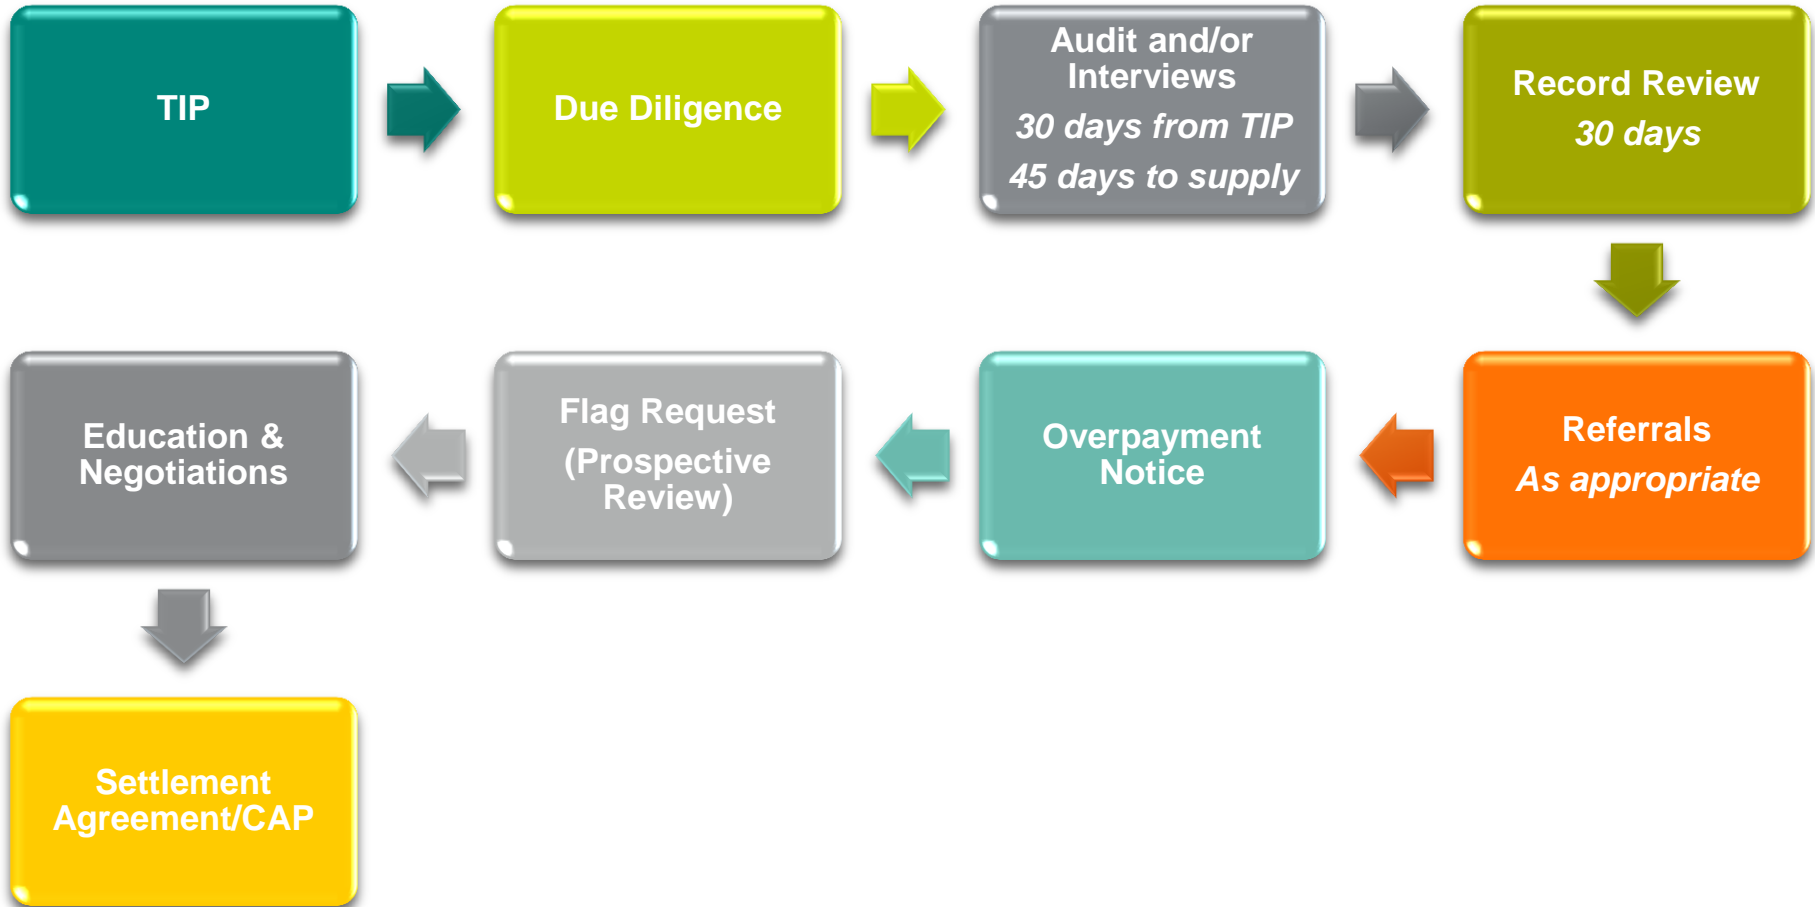 TIP
Due Diligence
Audit and/or
Interviews
30 days from TIP
45 days to supply
Record Review
30 days
Referrals
As appropriate
Overpayment
Notice
Flag Request
(Prospective
Review)
Education &
Negotiations
Settlement
Agreement/CAP